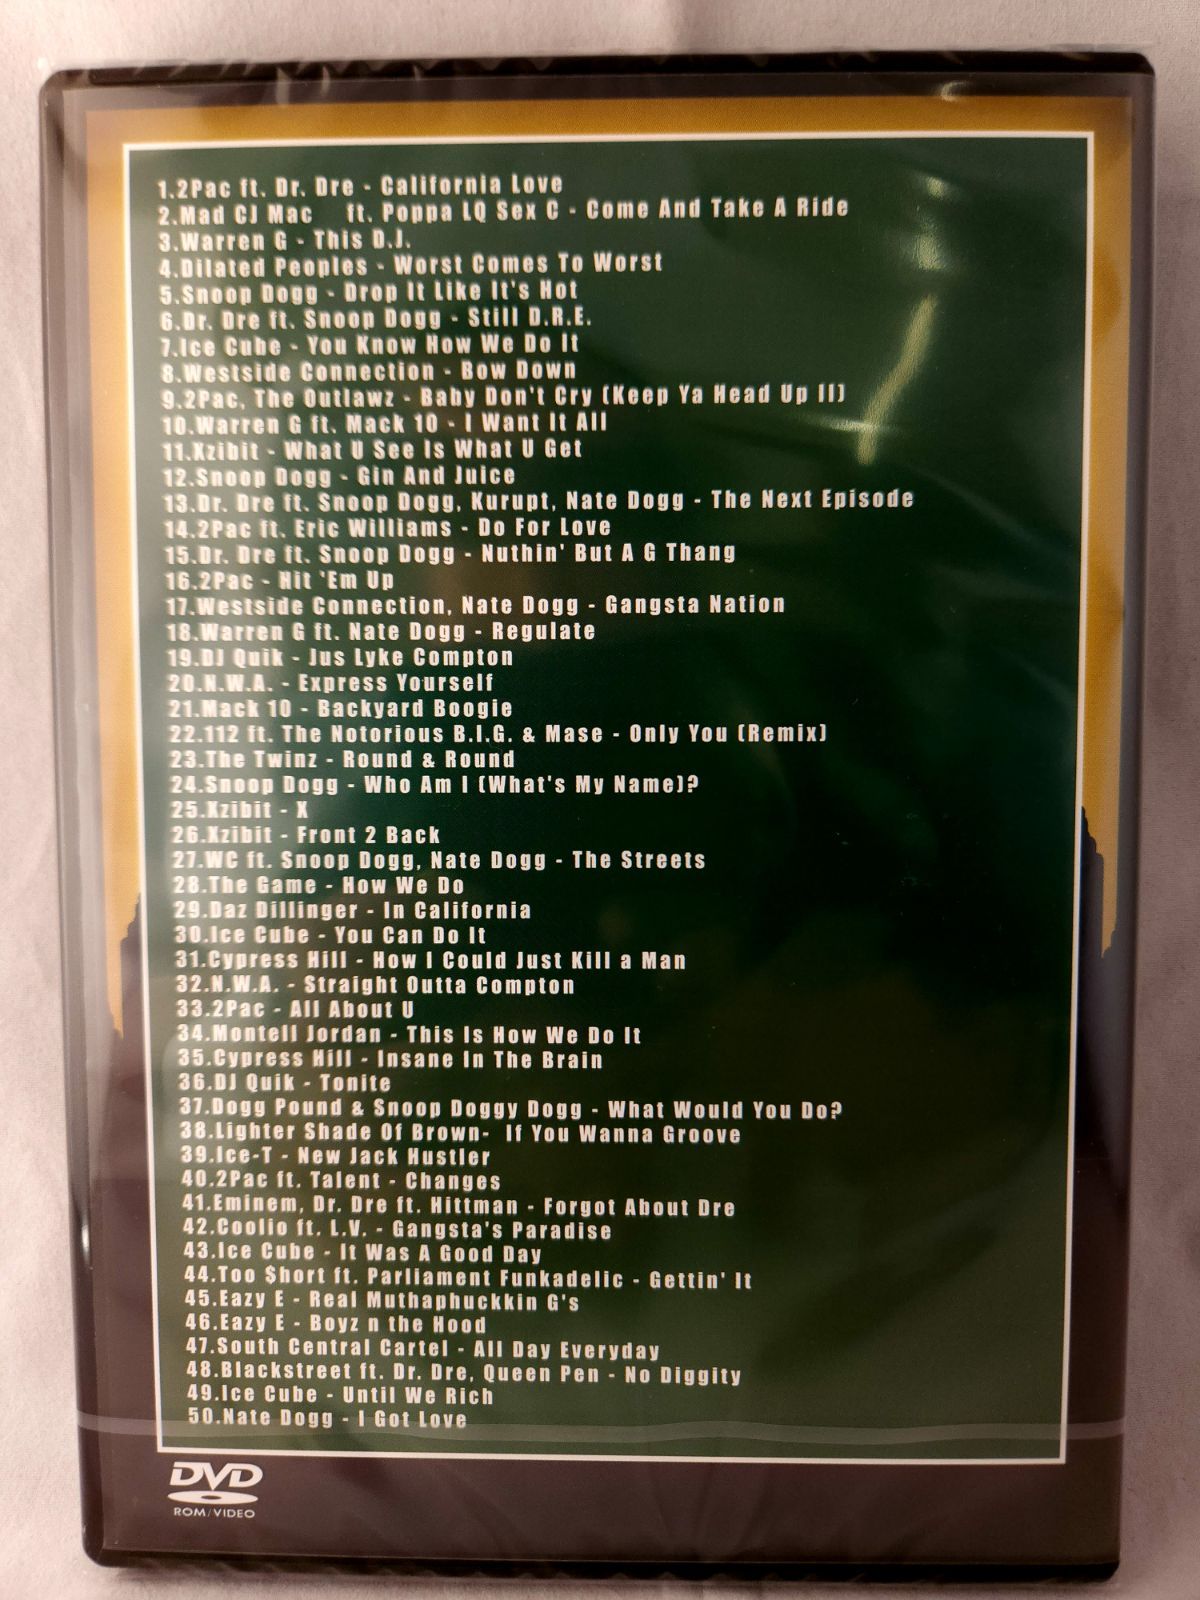 1.2Pac ft. Dr. Dre - California Love
2.Mad CJ Mac ft. Poppa LQ Sex C - Come And Take A Ride
3.Warren G - This D.J.
4.Dilated Peoples - Worst Comes To Worst
5.Snoop Dogg - Drop It Like It's Hot
6.Dr. Dre ft. Snoop Dogg - Still D.R.E.
7.Ice Cube - You Know How We Do It
8.Westside Connection - Bow Down
9.2Pac, The Outlawz - Baby Don't Cry (Keep Ya Head Up II)
10.Warren G ft. Mack 10 - I Want It All
11.Xzibit - What U See Is What U Get
12.Snoop Dogg - Gin And Juice
13.Dr. Dre ft. Snoop Dogg, Kurupt, Nate Dogg - The Next Episode
14.2Pac ft. Eric Williams - Do For Love
15.Dr. Dre ft. Snoop Dogg - Nuthin' But A G Thang
16.2Pac - Hit 'Em Up
17.Westside Connection, Nate Dogg - Gangsta Nation
18.Warren G ft. Nate Dogg - Regulate
19.DJ Quik - Jus Lyke Compton
20.N.W.A. - Express Yourself
21.Mack 10 - Backyard Boogie
22.112 ft. The Notorious B.I.G. & Mase - Only You (Remix)
23.The Twinz - Round & Round
24.Snoop Dogg - Who Am I (What's My Name)?
25.Xzibit - X
26.Xzibit - Front 2 Back
27.WC ft. Snoop Dogg, Nate Dogg - The Streets
28.The Game - How We Do
29.Daz Dillinger - In California
30.Ice Cube - You Can Do It
31.Cypress Hill - How I Could Just Kill a Man
32.N.W.A. - Straight Outta Compton
33.2Pac - All About U
34.Montell Jordan - This Is How We Do It
35.Cypress Hill - Insane In The Brain
36.DJ Quik - Tonite
37.Dogg Pound & Snoop Doggy Dogg - What Would You Do?
38.Lighter Shade Of Brown- If You Wanna Groove
39.Ice-T - New Jack Hustler
40.2Pac ft. Talent - Changes
41.Eminem, Dr. Dre ft. Hittman - Forgot About Dre
42.Coolio ft. L.V. - Gangsta's Paradise
43.Ice Cube - It Was A Good Day
44.Too $hort ft. Parliament Funkadelic - Gettin' It
45.Eazy E - Real Muthaphuckkin G's
46.Eazy E - Boyz n the Hood
47.South Central Cartel - All Day Everyday
48.Blackstreet ft. Dr. Dre, Queen Pen - No Diggity
49.Ice Cube - Until We Rich
50.Nate Dogg - I Got Love
DVD
ROM/VIDEO